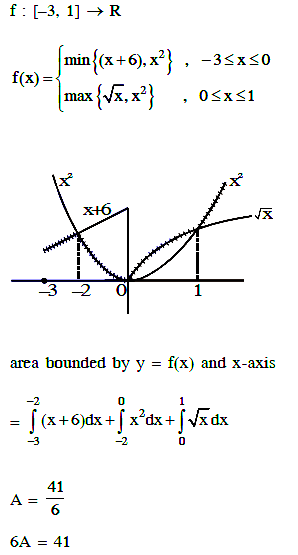 f : [–3, 1] → R
f(x) = { min{(x+6), x²} , –3 ≤ x ≤ 0
max{√x, x²} , 0 ≤ x ≤ 1
x² x²
x+6 √x
–3 –2 0 1
area bounded by y = f(x) and x-axis
= ∫_{–3}^{–2} (x+6)dx + ∫_{–2}^{0} x²dx + ∫_{0}^{1} √x dx
A = 41/6
6A = 41